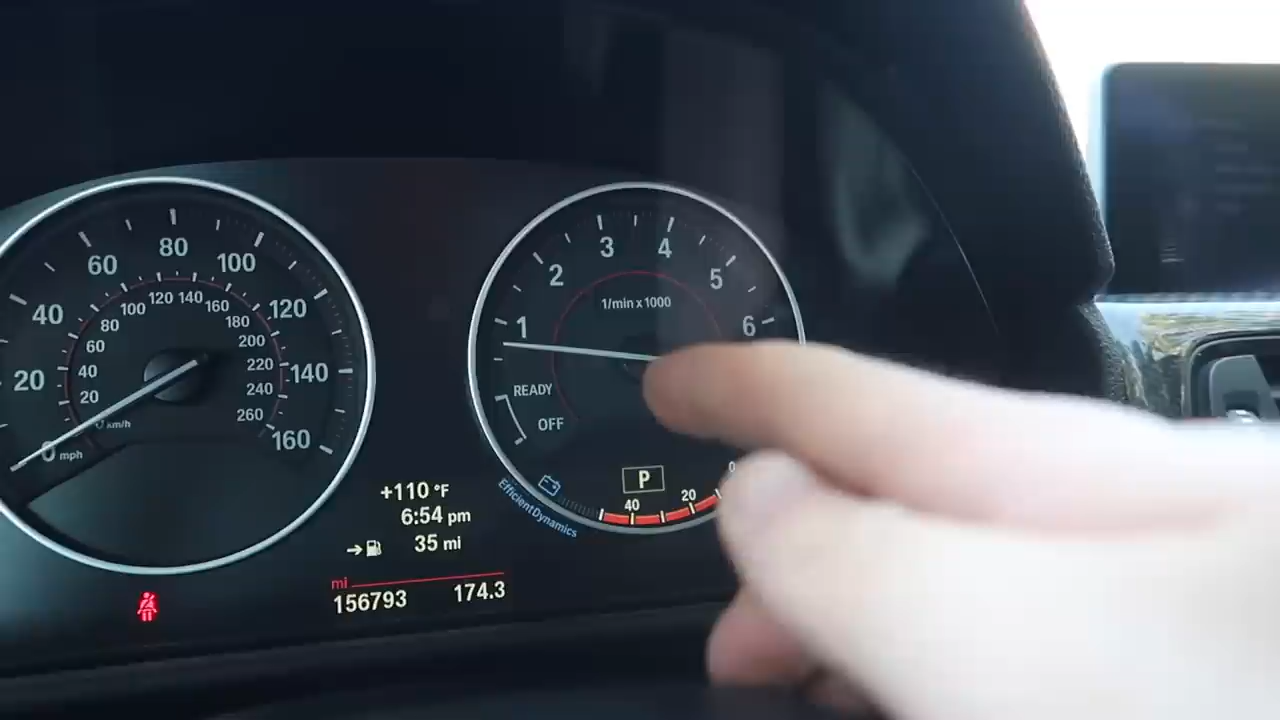 20
40
60
80
100
120
140
160
0 mph
20
40
60
80
100
120
140
160
180
200
220
240
260
km/h
1
2
3
4
5
6
1/min x 1000
READY
OFF
P
40
20
EfficientDynamics
+110 °F
6:54 pm
35 mi
mi
156793 174.3